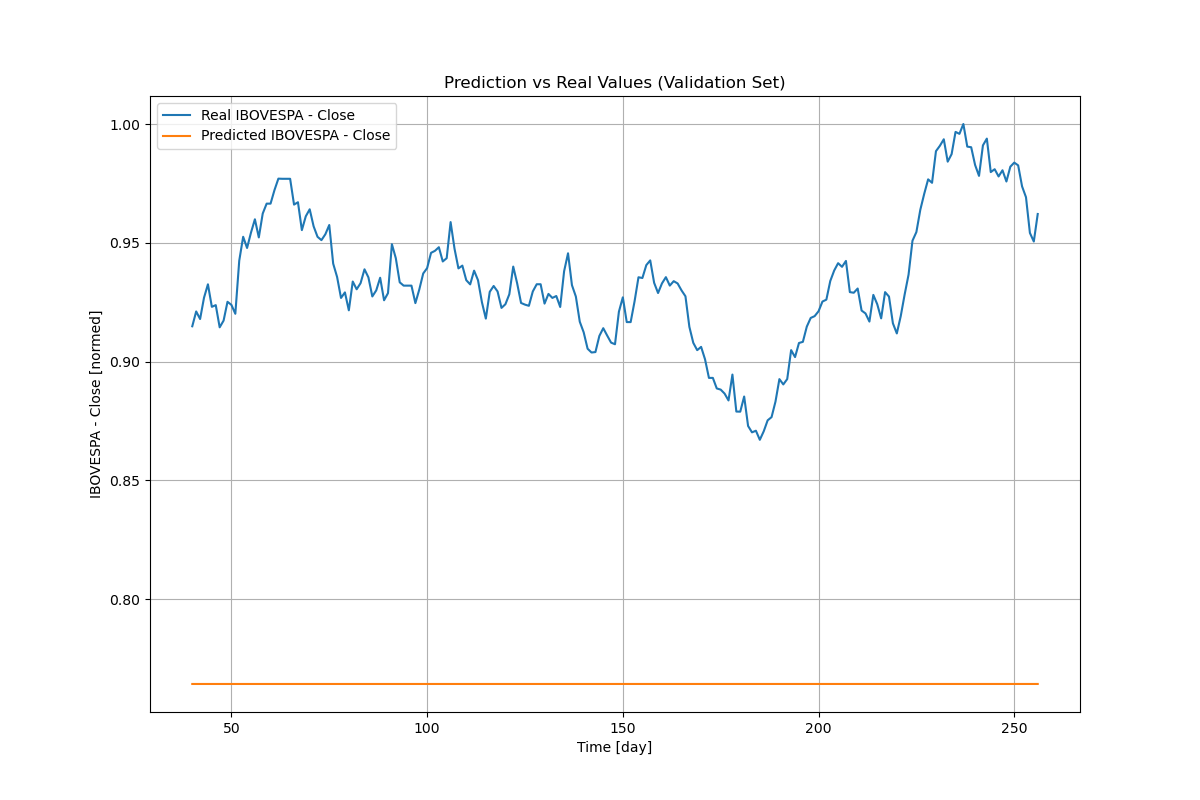 Prediction vs Real Values (Validation Set)
Real IBOVESPA - Close
Predicted IBOVESPA - Close
IBOVESPA - Close [normed]
1.00
0.95
0.90
0.85
0.80
50 100 150 200 250
Time [day]